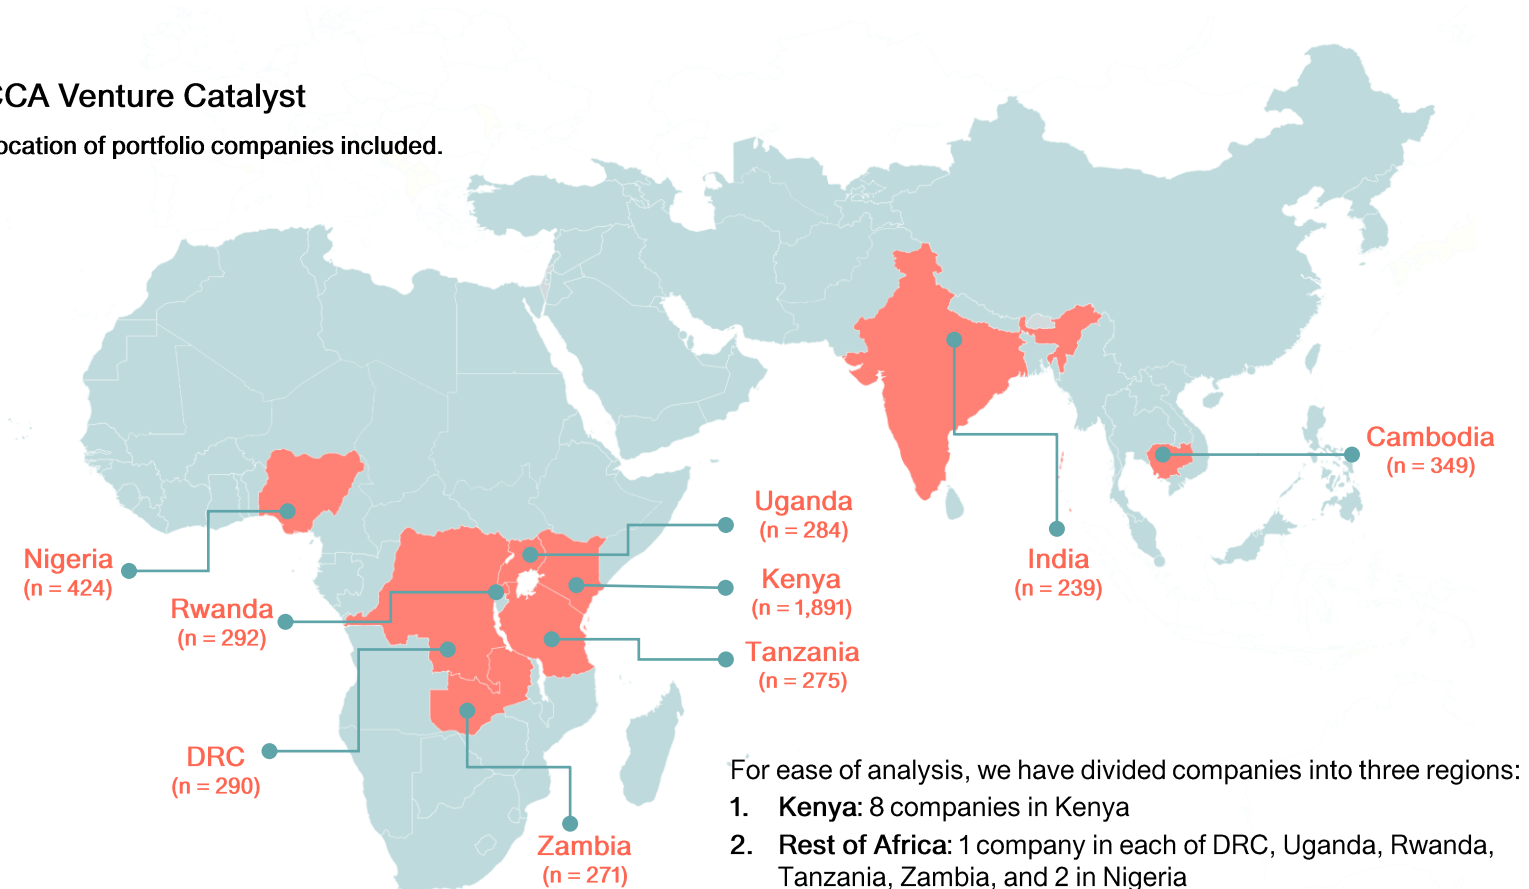 CCA Venture Catalyst
ocation of portfolio companies included.
Cambodia
(n = 349)
Uganda
(n = 284)
Nigeria
(n = 424)
India
(n = 239)
Kenya
(n = 1,891)
Rwanda
(n = 292)
Tanzania
(n = 275)
DRC
(n = 290)
Zambia
(n = 271)
For ease of analysis, we have divided companies into three regions:
1. Kenya: 8 companies in Kenya
2. Rest of Africa: 1 company in each of DRC, Uganda, Rwanda,
Tanzania, Zambia, and 2 in Nigeria